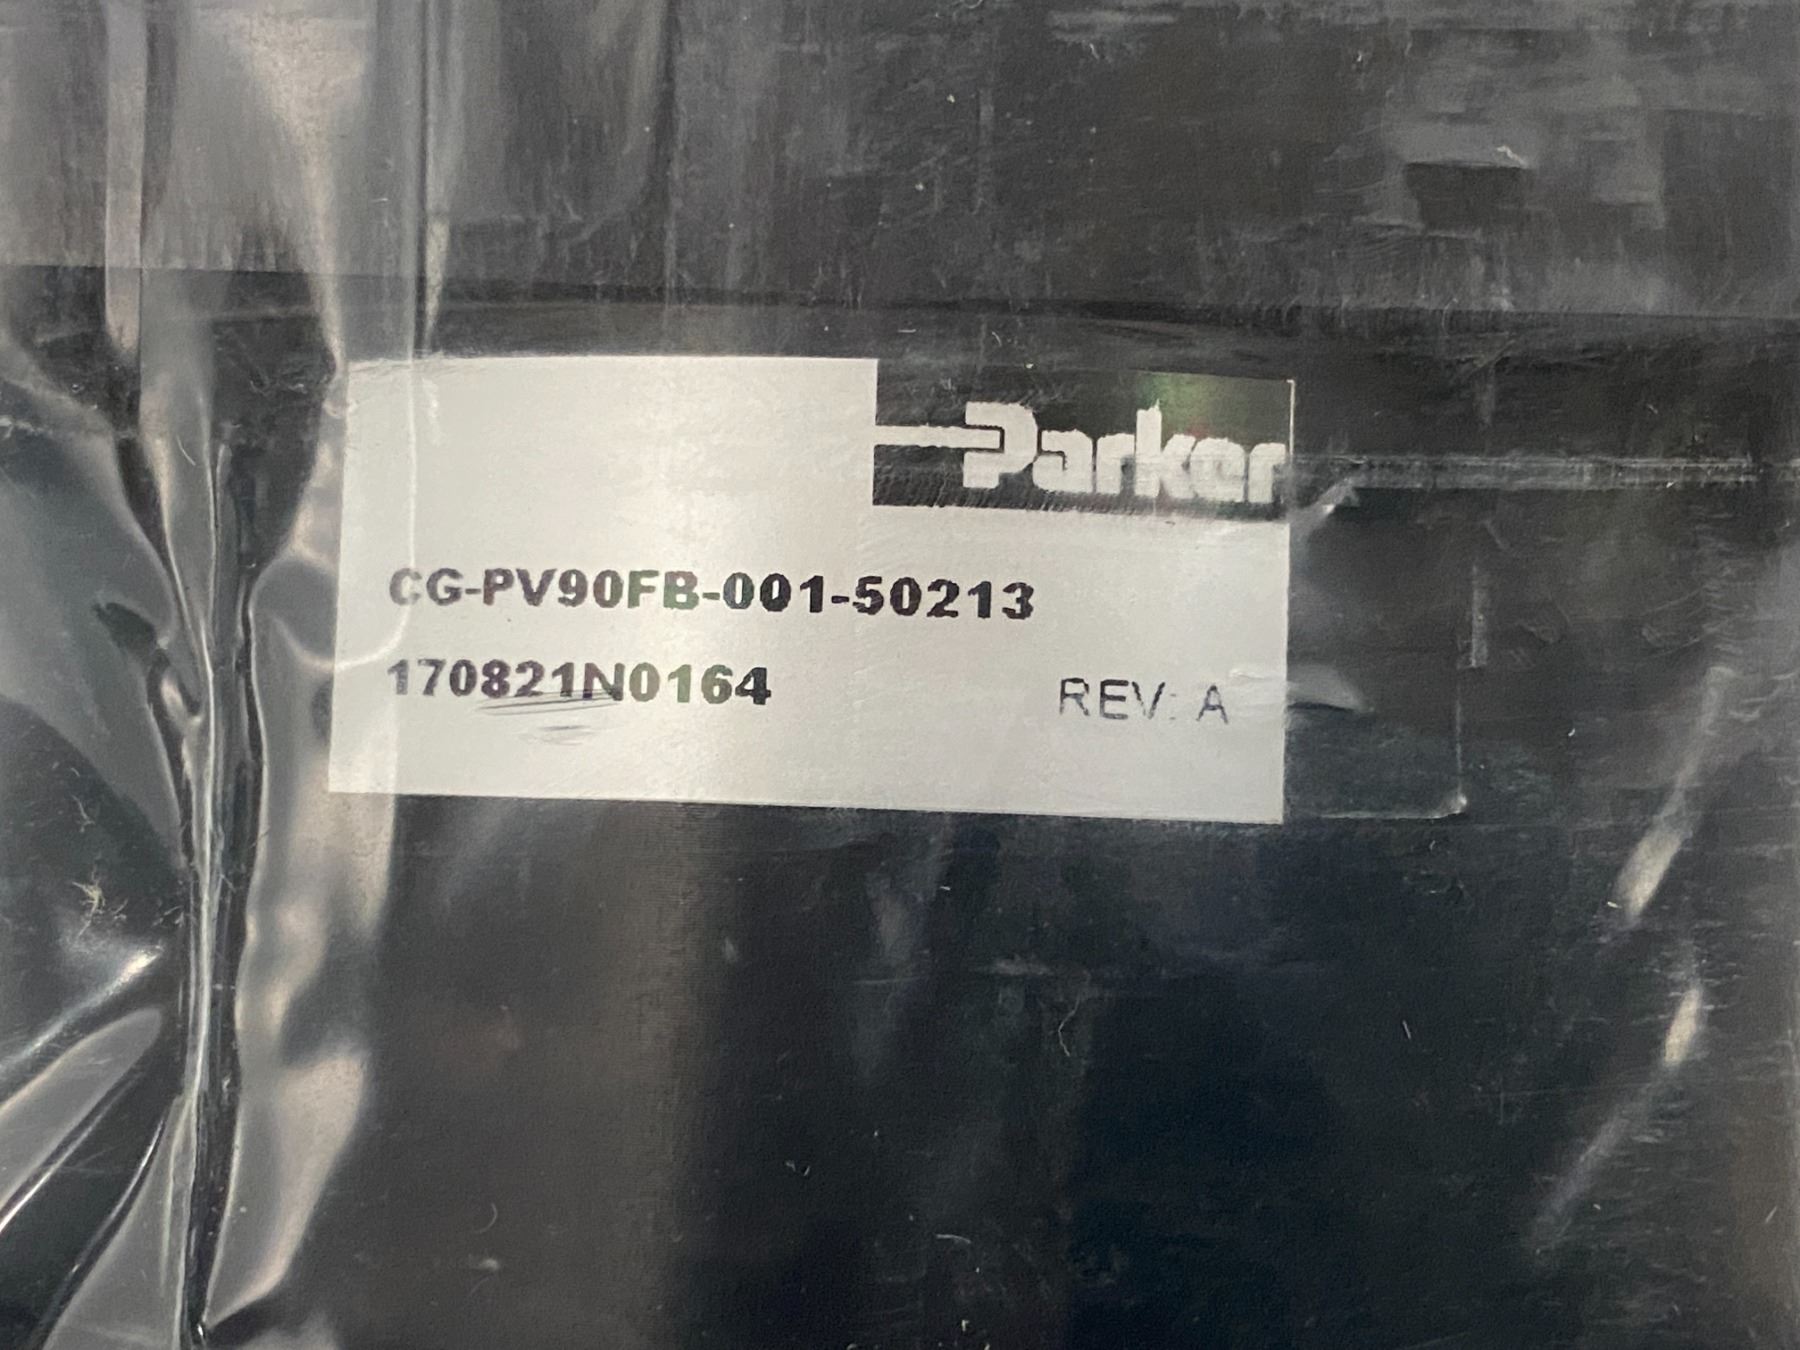 Parker
CG-PV90FB-001-50213
170821N0164 REV: A